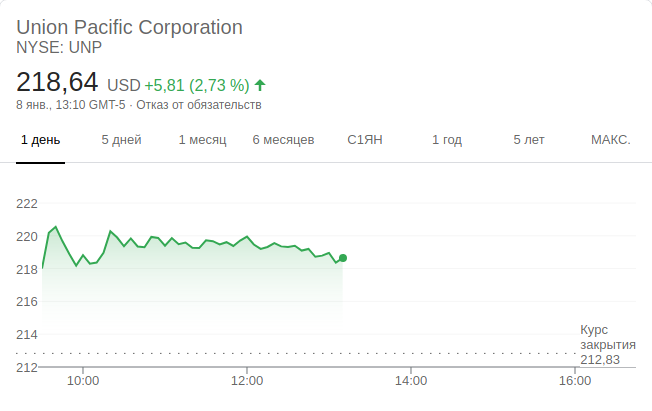 Union Pacific Corporation
NYSE: UNP
218,64 USD +5,81 (2,73 %)
8 янв., 13:10 GMT-5 · Отказ от обязательств
1 день 5 дней 1 месяц 6 месяцев С1ЯН 1 год 5 лет МАКС.
222
220
218
216
214
212
Курс
закрытия
212,83
10:00 12:00 14:00 16:00